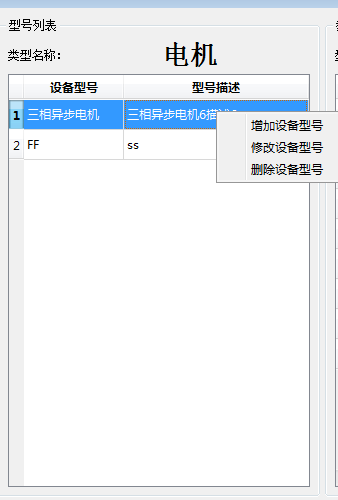 型号列表
类型名称： 电机
设备型号 型号描述
1 三相异步电机 三相异步电机6描述
2 FF ss
增加设备型号
修改设备型号
删除设备型号